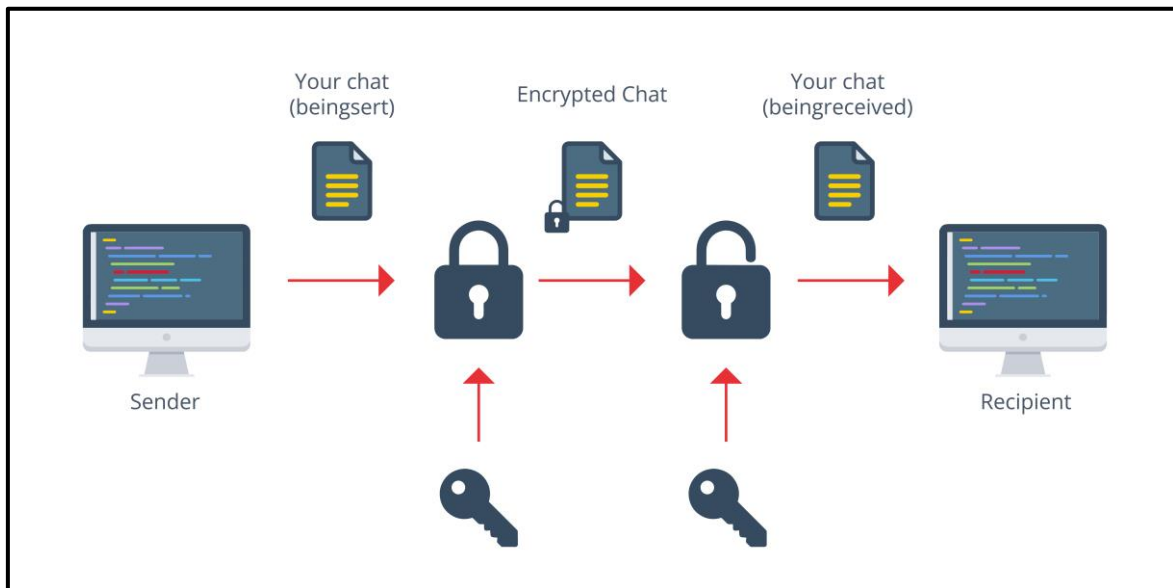 Your chat
(beingsert)
Encrypted Chat
Your chat
(beingreceived)
Sender
Recipient